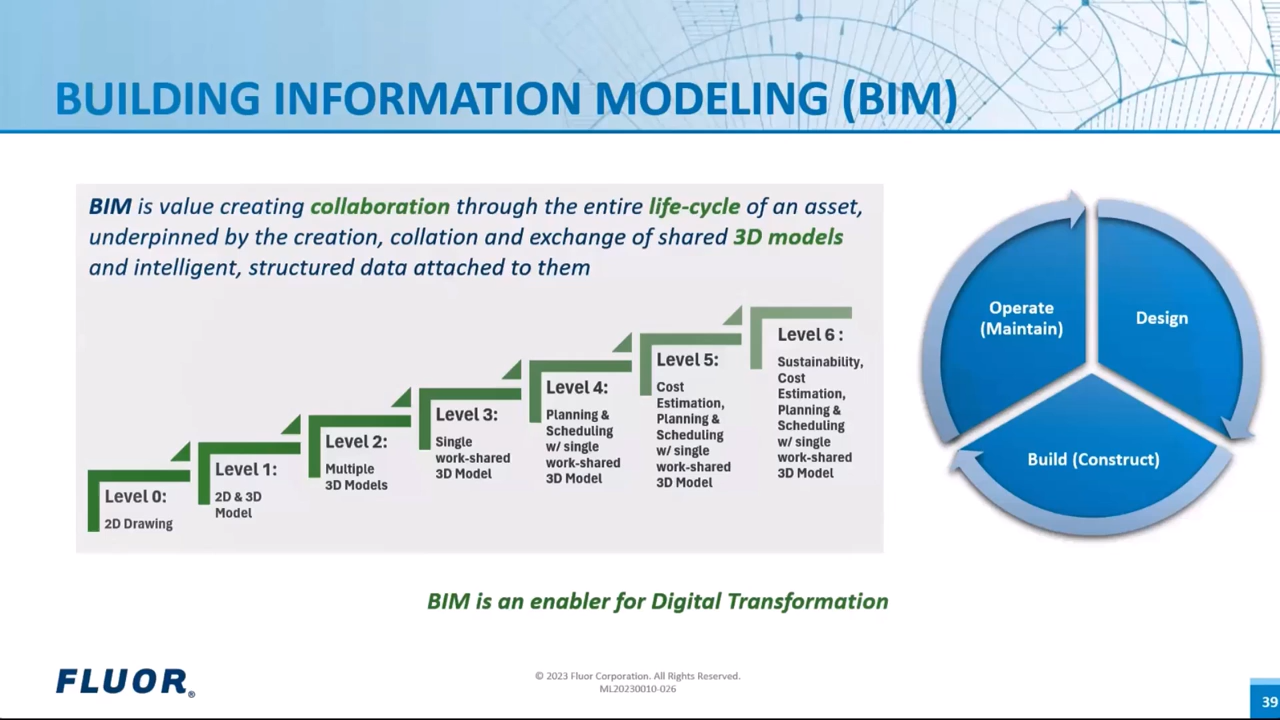 BUILDING INFORMATION MODELING (BIM)
BIM is value creating collaboration through the entire life-cycle of an asset,
underpinned by the creation, collation and exchange of shared 3D models
and intelligent, structured data attached to them
Level 0:
2D Drawing
Level 1:
2D & 3D
Model
Level 2:
Multiple
3D Models
Level 3:
Single
work-shared
3D Model
Level 4:
Planning &
Scheduling
w/ single
work-shared
3D Model
Level 5:
Cost
Estimation,
Planning &
Scheduling
w/ single
work-shared
3D Model
Level 6 :
Sustainability,
Cost
Estimation,
Planning &
Scheduling
w/ single
work-shared
3D Model
Operate
(Maintain)
Design
Build (Construct)
BIM is an enabler for Digital Transformation
FLUOR®
© 2023 Fluor Corporation. All Rights Reserved.
ML20230010-026
39